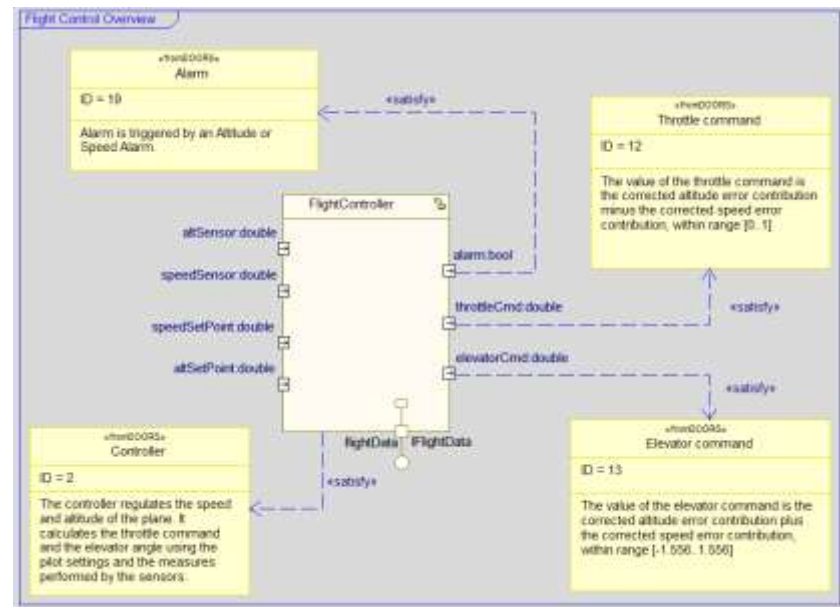 Flight Control Overview
«fromDOORS»
Alarm
ID = 19
Alarm is triggered by an Altitude or
Speed Alarm.
«satisfy»
«fromDOORS»
Throttle command
ID = 12
The value of the throttle command is
the corrected altitude error contribution
minus the corrected speed error
contribution, within range [0..1]
FlightController
altSensor:double
speedSensor:double
speedSetPoint:double
altSetPoint:double
alarm:bool
throttleCmd:double
elevatorCmd:double
«satisfy»
«satisfy»
flightData
IFlightData
«satisfy»
«fromDOORS»
Controller
ID = 2
The controller regulates the speed
and altitude of the plane. It
calculates the throttle command
and the elevator angle using the
pilot settings and the measures
performed by the sensors.
«fromDOORS»
Elevator command
ID = 13
The value of the elevator command is the
corrected altitude error contribution plus
the corrected speed error contribution,
within range [-1.556..1.556]